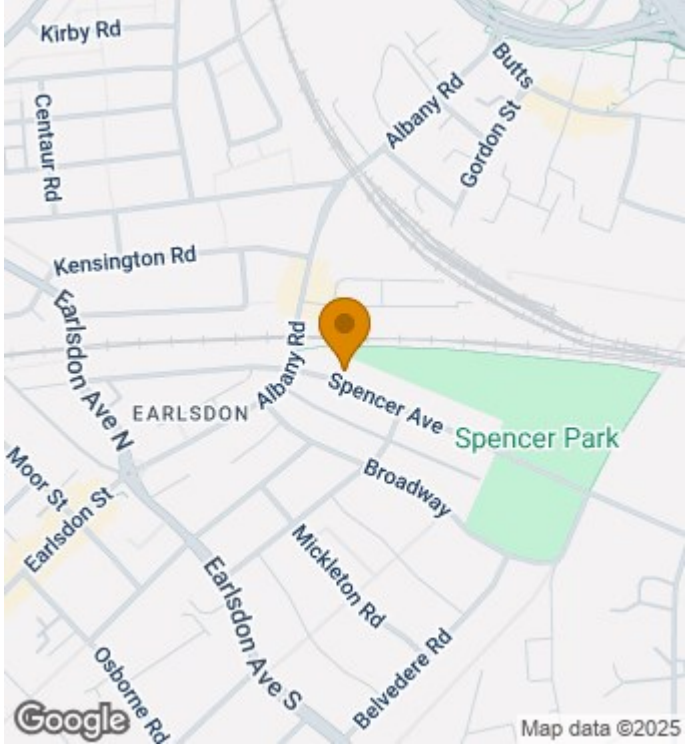 Kirby Rd
Butts
Centaur Rd
Albany Rd
Gordon St
Kensington Rd
Earlsdon Ave N
Albany Rd
Spencer Ave
EARLSDON
Spencer Park
Moor St
Earlsdon St
Broadway
Mickleton Rd
Earlsdon Ave S
Belvedere Rd
Osborne Rd
Google
Map data ©2025